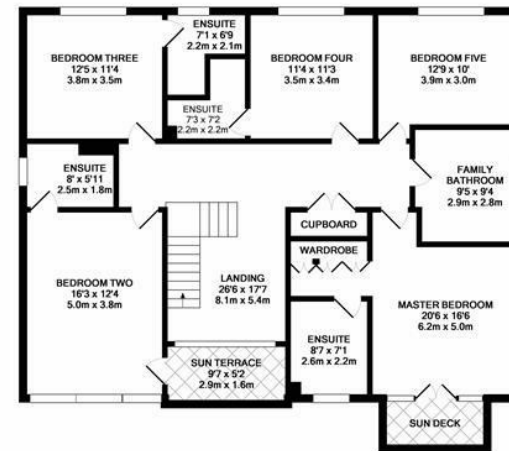 ENSUITE
7'1 x 6'9
2.2m x 2.1m
BEDROOM THREE
12'5 x 11'4
3.8m x 3.5m
BEDROOM FOUR
11'4 x 11'3
3.5m x 3.4m
BEDROOM FIVE
12'9 x 10'
3.9m x 3.0m
ENSUITE
7'3 x 7'2
2.2m x 2.2m
ENSUITE
8' x 5'11
2.5m x 1.8m
FAMILY
BATHROOM
9'5 x 9'4
2.9m x 2.8m
CUPBOARD
WARDROBE
BEDROOM TWO
16'3 x 12'4
5.0m x 3.8m
LANDING
26'6 x 17'7
8.1m x 5.4m
MASTER BEDROOM
20'6 x 16'6
6.2m x 5.0m
ENSUITE
8'7 x 7'1
2.6m x 2.2m
SUN TERRACE
9'7 x 5'2
2.9m x 1.6m
SUN DECK